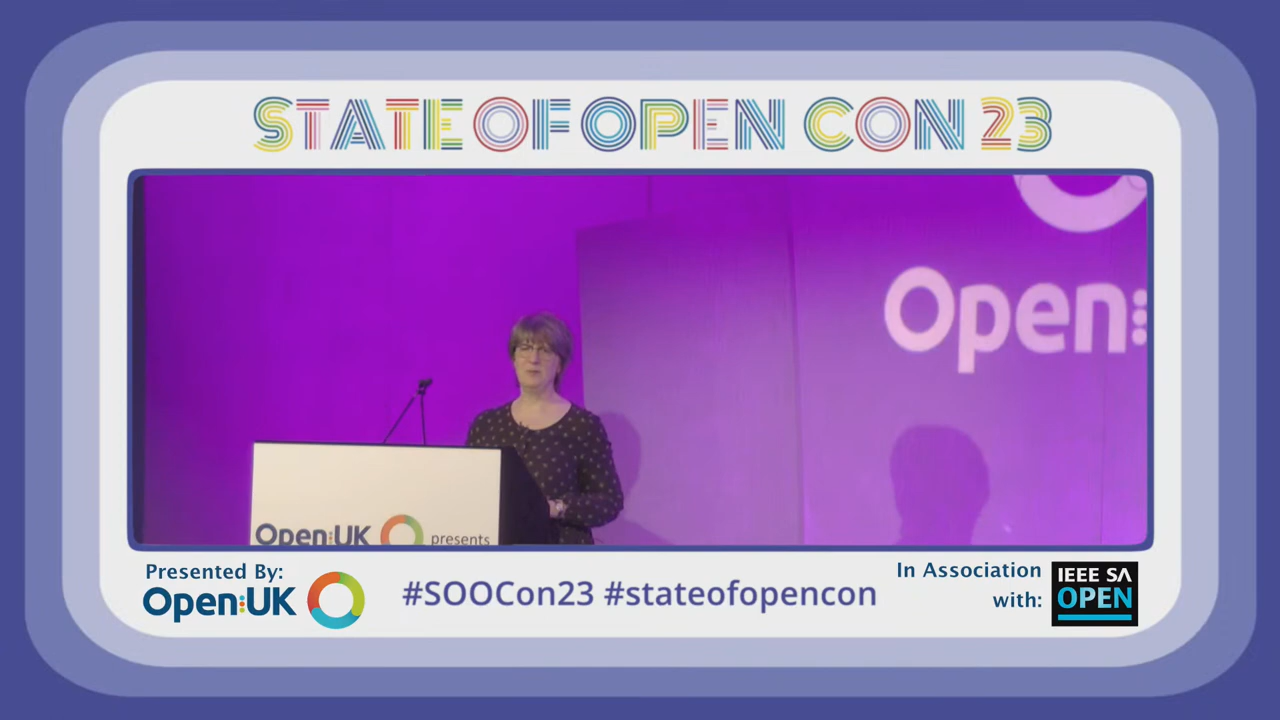 STATE OF OPEN CON 23
Open
Open:UK
presents
Presented By:
Open:UK
#SOOCon23 #stateofopencon
In Association
with:
IEEE SA
OPEN